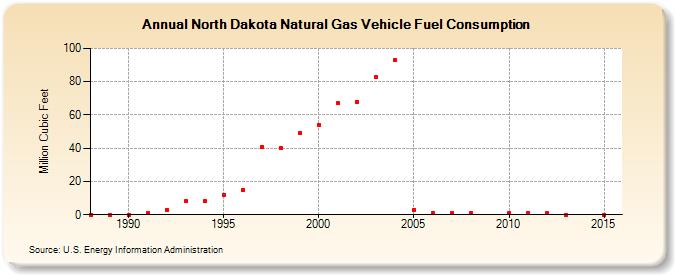 Annual North Dakota Natural Gas Vehicle Fuel Consumption
Million Cubic Feet
100
80
60
40
20
0
1990 1995 2000 2005 2010 2015
Source: U.S. Energy Information Administration